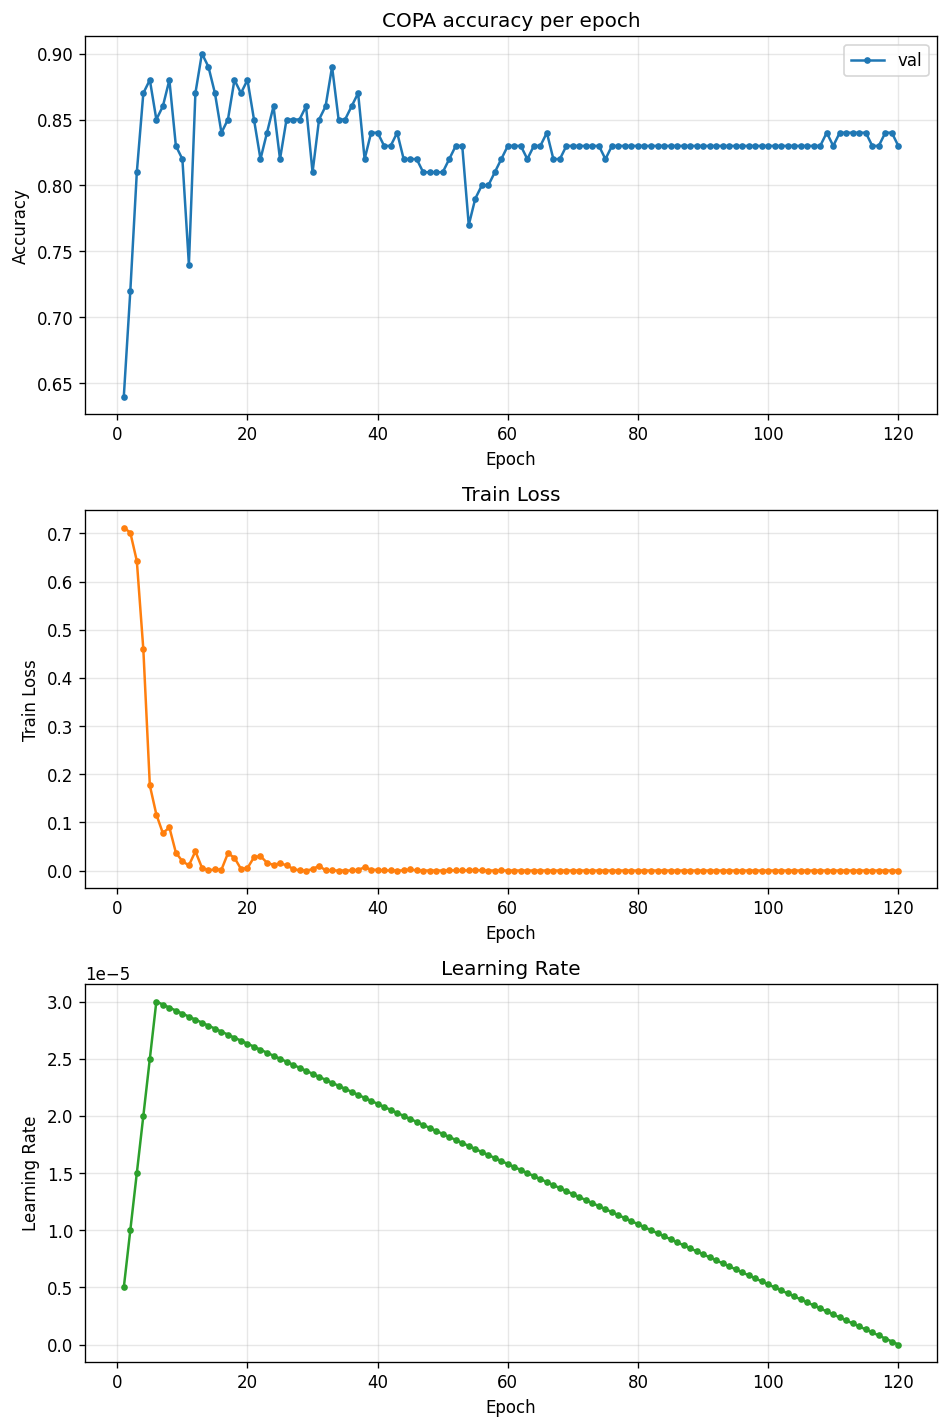 COPA accuracy per epoch
val
0.90
0.85
0.80
0.75
0.70
0.65
Accuracy
0 20 40 60 80 100 120
Epoch
Train Loss
0.7
0.6
0.5
0.4
0.3
0.2
0.1
0.0
Train Loss
0 20 40 60 80 100 120
Epoch
Learning Rate
1e−5
3.0
2.5
2.0
1.5
1.0
0.5
0.0
Learning Rate
0 20 40 60 80 100 120
Epoch